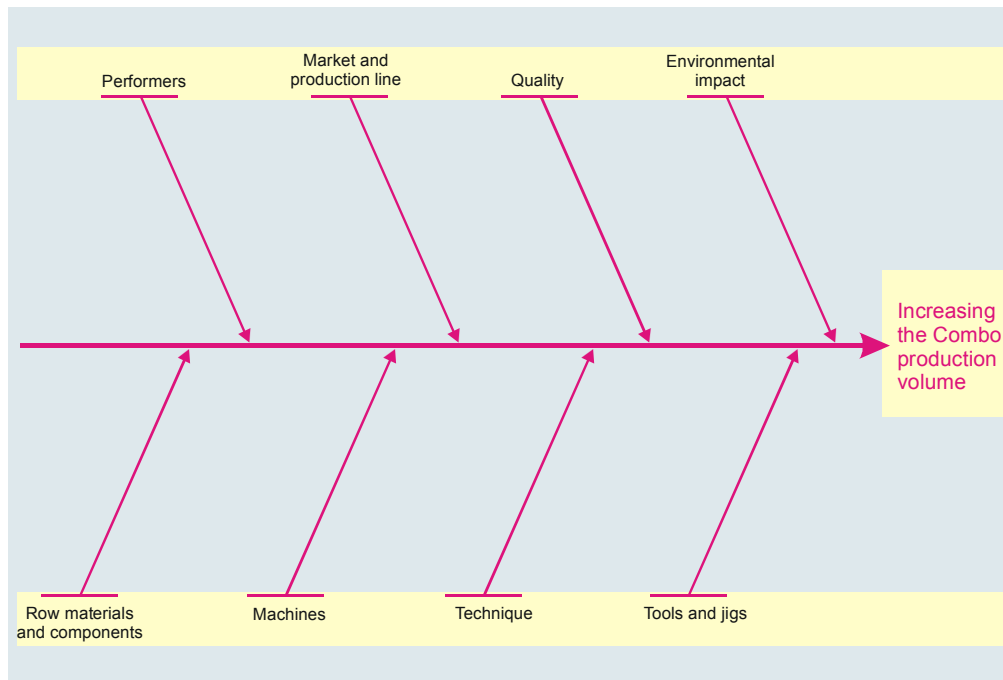 Performers
Market and
production line
Quality
Environmental
impact
Increasing
the Combo
production
volume
Row materials
and components
Machines
Technique
Tools and jigs